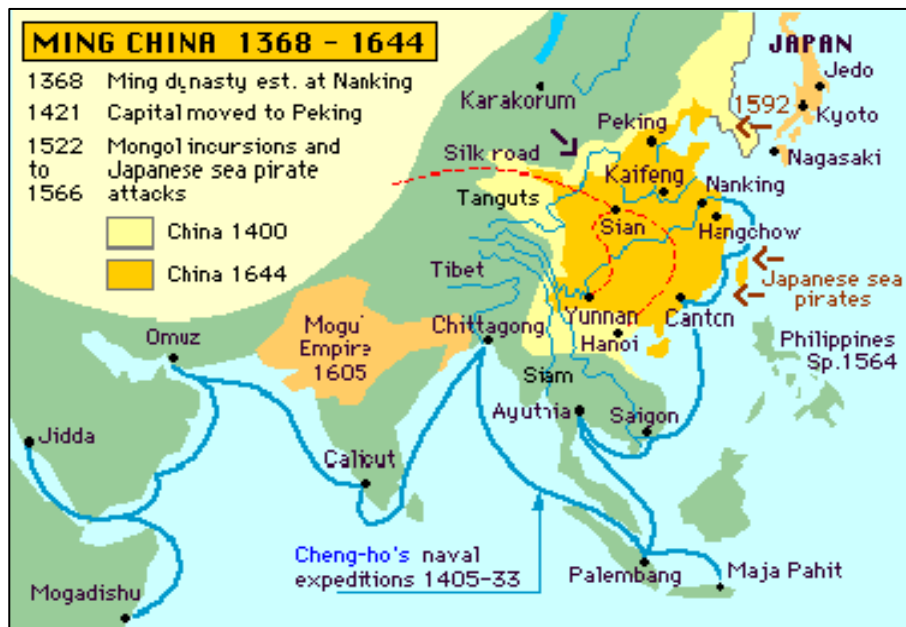 MING CHINA 1368 - 1644
1368 Ming dynasty est. at Nanking
1421 Capital moved to Peking
1522 Mongol incursions and
to Japanese sea pirate
1566 attacks
China 1400
China 1644
JAPAN
Jedo
Kyoto
1592
Nagasaki
Karakorum
Peking
Silk road
Kaifeng
Nanking
Tanguts
Sian
Hangchow
Tibet
Japanese sea
pirates
Yunnan
Canton
Hanoi
Mogul
Empire
1605
Chittagong
Omuz
Philippines
Sp.1564
Siam
Ayuthia
Saigon
Jidda
Calicut
Cheng-ho's naval
expeditions 1405-33
Palembang
Maja Pahit
Mogadishu